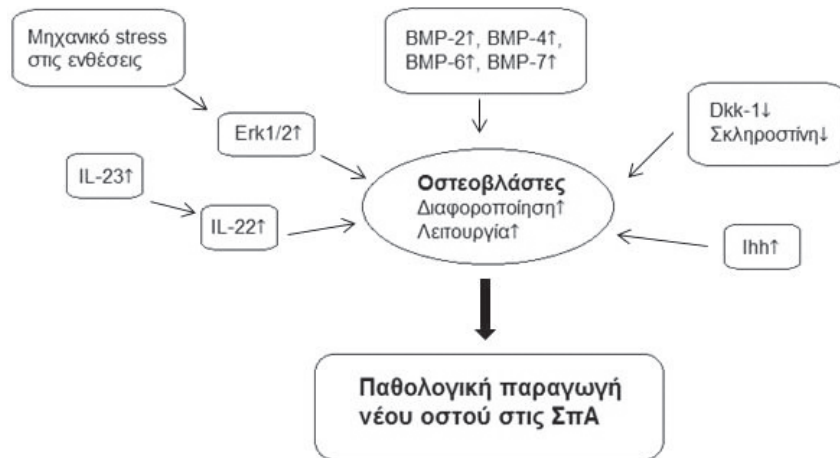 Μηχανικό stress
στις ενθέσεις
BMP-2↑, BMP-4↑,
BMP-6↑, BMP-7↑
Dkk-1↓
Σκληροστίνη↓
Erk1/2↑
IL-23↑
IL-22↑
Οστεοβλάστες
Διαφοροποίηση↑
Λειτουργία↑
Ihh↑
Παθολογική παραγωγή
νέου οστού στις ΣπΑ